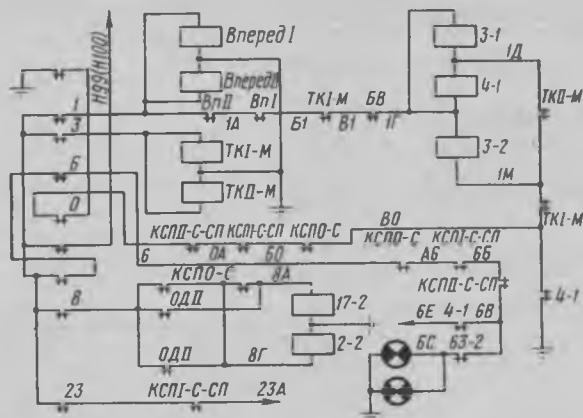 Н99(Н100)
Вперед I
Вперед II
3-1
1Д
4-1
ТКII-М
1
ВпII
ВпI
ТКI-М
БВ
1А
Б1
В1
1Г
3
ТКI-М
3-2
ТКII-М
1М
6
0
ТКI-М
КСПII-С-СП
КСПI-С-СП
КСПО-С
ВО
6
0А
60
КСПО-С
КСПI-С-СП
А6
6Б
КСПО-С
8А
КСПII-С-СП
8
ОДII
17-2
6Е
4-1
6В
4-1
2-2
6С
63-2
ОДII
8Г
23
КСПI-С-СП
23А